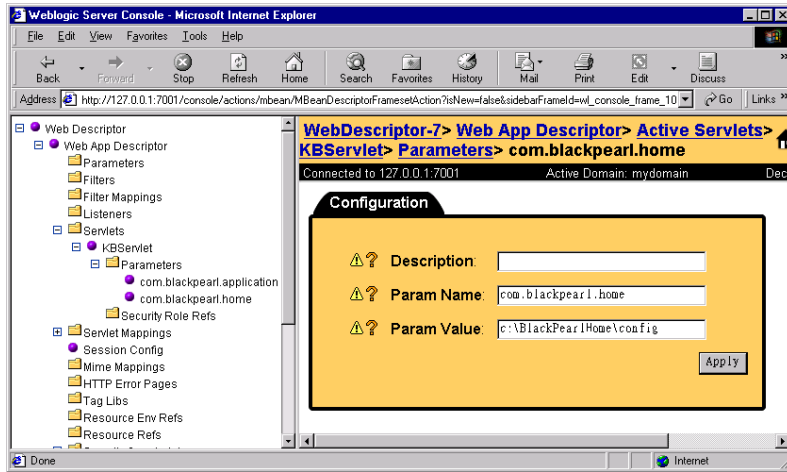 Weblogic Server Console - Microsoft Internet Explorer
File Edit View Favorites Tools Help
Back Forward Stop Refresh Home Search Favorites History Mail Print Edit Discuss
Address http://127.0.0.1:7001/console/actions/mbean/MBeanDescriptorFramesetAction?isNew=false&sidebarFrameId=wl_console_frame_10 Go Links
Web Descriptor
Web App Descriptor
Parameters
Filters
Filter Mappings
Listeners
Servlets
KBServlet
Parameters
com.blackpearl.application
com.blackpearl.home
Security Role Refs
Servlet Mappings
Session Config
Mime Mappings
HTTP Error Pages
Tag Libs
Resource Env Refs
Resource Refs
WebDescriptor-7> Web App Descriptor> Active Servlets>
KBServlet> Parameters> com.blackpearl.home
Connected to 127.0.0.1:7001 Active Domain: mydomain Dec
Configuration
Description:
Param Name: com.blackpearl.home
Param Value: c:\BlackPearlHome\config
Apply
Done Internet